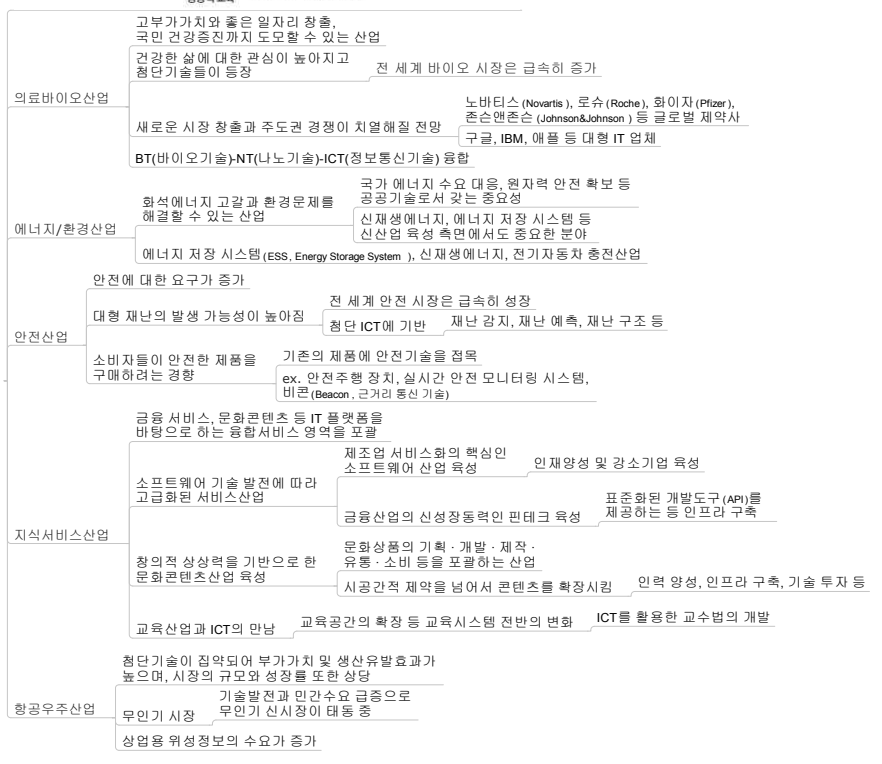 고부가가치와 좋은 일자리 창출,
국민 건강증진까지 도모할 수 있는 산업
건강한 삶에 대한 관심이 높아지고
첨단기술들이 등장
전 세계 바이오 시장은 급속히 증가
의료바이오산업
새로운 시장 창출과 주도권 경쟁이 치열해질 전망
노바티스(Novartis), 로슈(Roche), 화이자(Pfizer),
존슨앤존슨(Johnson&Johnson) 등 글로벌 제약사
구글, IBM, 애플 등 대형 IT 업체
BT(바이오기술)-NT(나노기술)-ICT(정보통신기술) 융합
에너지/환경산업
화석에너지 고갈과 환경문제를
해결할 수 있는 산업
국가 에너지 수요 대응, 원자력 안전 확보 등
공공기술로서 갖는 중요성
신재생에너지, 에너지 저장 시스템 등
신산업 육성 측면에서도 중요한 분야
에너지 저장 시스템(ESS, Energy Storage System), 신재생에너지, 전기자동차 충전산업
안전산업
안전에 대한 요구가 증가
대형 재난의 발생 가능성이 높아짐
전 세계 안전 시장은 급속히 성장
첨단 ICT에 기반
재난 감지, 재난 예측, 재난 구조 등
소비자들이 안전한 제품을
구매하려는 경향
기존의 제품에 안전기술을 접목
ex. 안전주행 장치, 실시간 안전 모니터링 시스템,
비콘(Beacon, 근거리 통신 기술)
지식서비스산업
금융 서비스, 문화콘텐츠 등 IT 플랫폼을
바탕으로 하는 융합서비스 영역을 포괄
소프트웨어 기술 발전에 따라
고급화된 서비스산업
제조업 서비스화의 핵심인
소프트웨어 산업 육성
인재양성 및 강소기업 육성
금융산업의 신성장동력인 핀테크 육성
표준화된 개발도구(API)를
제공하는 등 인프라 구축
창의적 상상력을 기반으로 한
문화콘텐츠산업 육성
문화상품의 기획 · 개발 · 제작 ·
유통 · 소비 등을 포괄하는 산업
시공간적 제약을 넘어서 콘텐츠를 확장시킴
인력 양성, 인프라 구축, 기술 투자 등
교육산업과 ICT의 만남
교육공간의 확장 등 교육시스템 전반의 변화
ICT를 활용한 교수법의 개발
항공우주산업
첨단기술이 집약되어 부가가치 및 생산유발효과가
높으며, 시장의 규모와 성장률 또한 상당
무인기 시장
기술발전과 민간수요 급증으로
무인기 신시장이 태동 중
상업용 위성정보의 수요가 증가